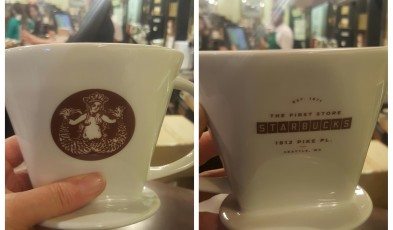 EST. 1971
THE FIRST STORE
STARBUCKS
1912 PIKE PL.
SEATTLE, WA